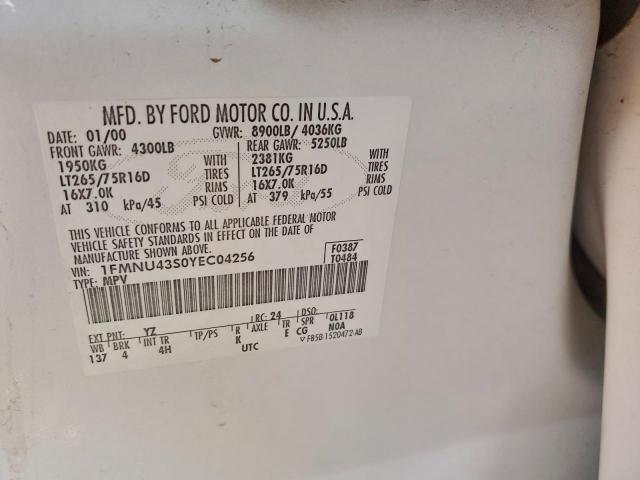 MFD. BY FORD MOTOR CO. IN U.S.A.
DATE: 01/00 GVWR: 8900LB/ 4036KG
FRONT GAWR: 4300LB REAR GAWR: 5250LB
1950KG WITH 2381KG WITH
LT265/75R16D TIRES LT265/75R16D TIRES
16X7.0K RIMS 16X7.0K RIMS
AT 310 kPa/45 PSI COLD AT 379 kPa/55 PSI COLD
THIS VEHICLE CONFORMS TO ALL APPLICABLE FEDERAL MOTOR
VEHICLE SAFETY STANDARDS IN EFFECT ON THE DATE OF
MANUFACTURE SHOWN ABOVE.
VIN: 1FMNU43S0YEC04256 F0387
TYPE: MPV T0484
EXT PNT: YZ RC: 24 DSO:
WB BRK INT TR TP/PS R AXLE TR SPR 0L118
137 4 4H K E CG N0A
UTC ▽ F85B-1520472-AB